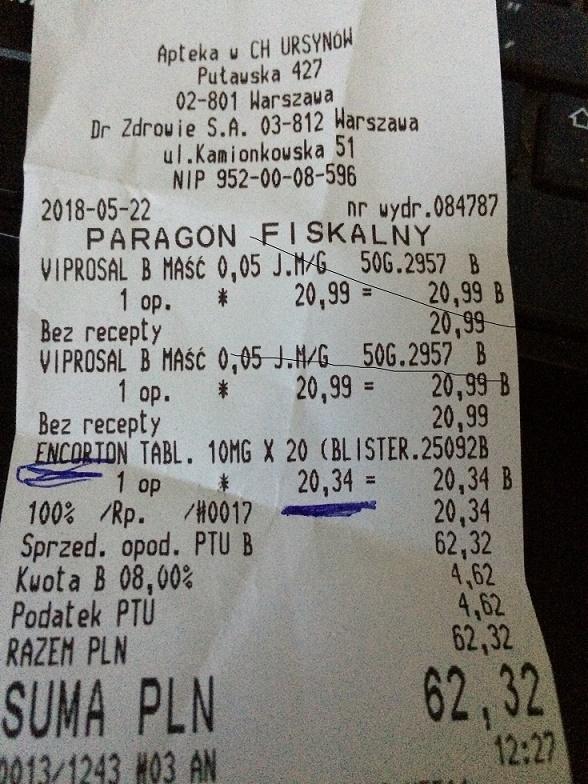 Apteka w CH URSYNÓW
Puławska 427
02-801 Warszawa
Dr Zdrowie S.A. 03-812 Warszawa
ul.Kamionkowska 51
NIP 952-00-08-596
2018-05-22 nr wydr.084787
PARAGON FISKALNY
VIPROSAL B MAŚĆ 0,05 J.M/G 50G.2957 B
1 op. * 20,99 = 20,99 B
20,99
Bez recepty
VIPROSAL B MAŚĆ 0,05 J.M/G 50G.2957 B
1 op. * 20,99 = 20,99 B
Bez recepty 20,99
ENCORTON TABL. 10MG X 20 (BLISTER.25092B
1 op * 20,34 = 20,34 B
100% /Rp. /#0017 20,34
Sprzed. opod. PTU B 62,32
Kwota B 08,00% 4,62
Podatek PTU 4,62
RAZEM PLN 62,32
SUMA PLN 62,32
0013/1243 #03 AN 12:27